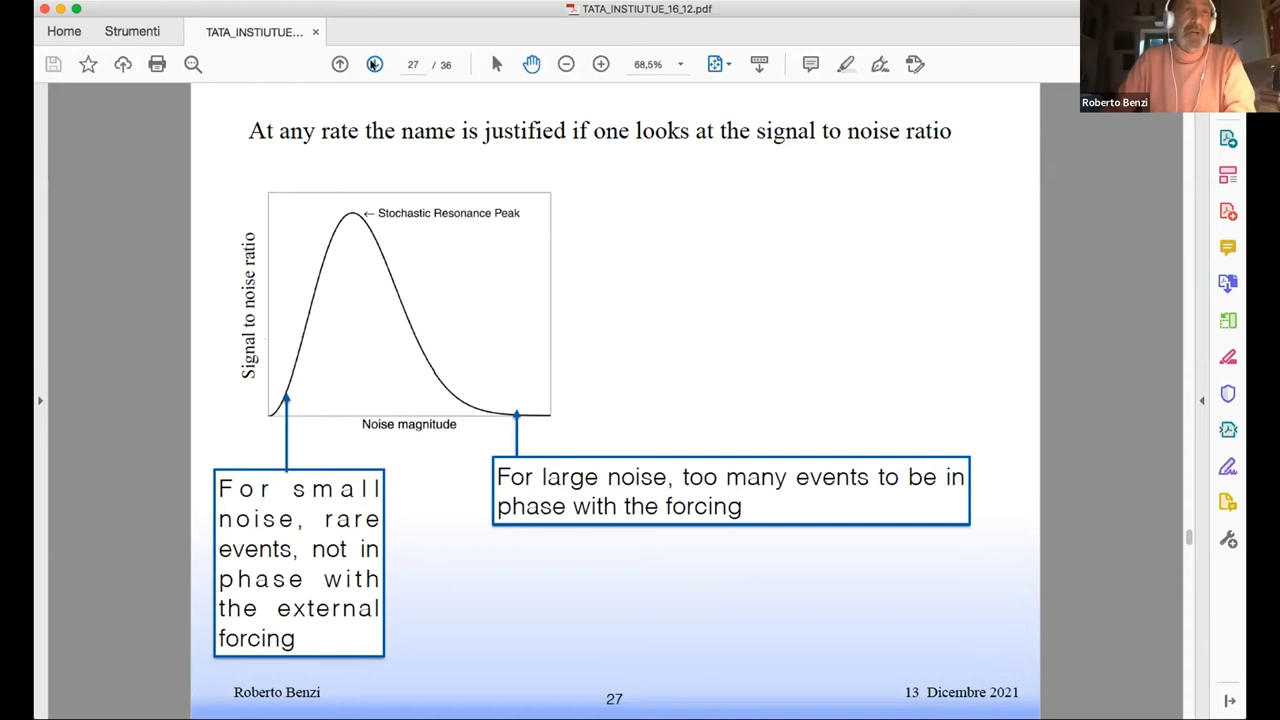 TATA_INSTIUTUE_16_12.pdf
Home
Strumenti
TATA_INSTIUTUE...
27 / 36
68,5%
Roberto Benzi
At any rate the name is justified if one looks at the signal to noise ratio
← Stochastic Resonance Peak
Signal to noise ratio
Noise magnitude
For small
noise, rare
events, not in
phase with
the external
forcing
For large noise, too many events to be in
phase with the forcing
Roberto Benzi
27
13 Dicembre 2021